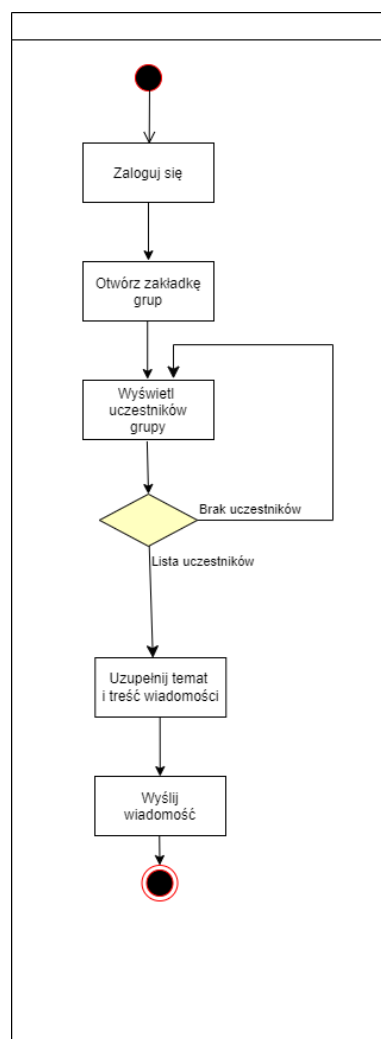 Zaloguj się
Otwórz zakładkę
grup
Wyświetl
uczestników
grupy
Brak uczestników
Lista uczestników
Uzupełnij temat
i treść wiadomości
Wyślij
wiadomość